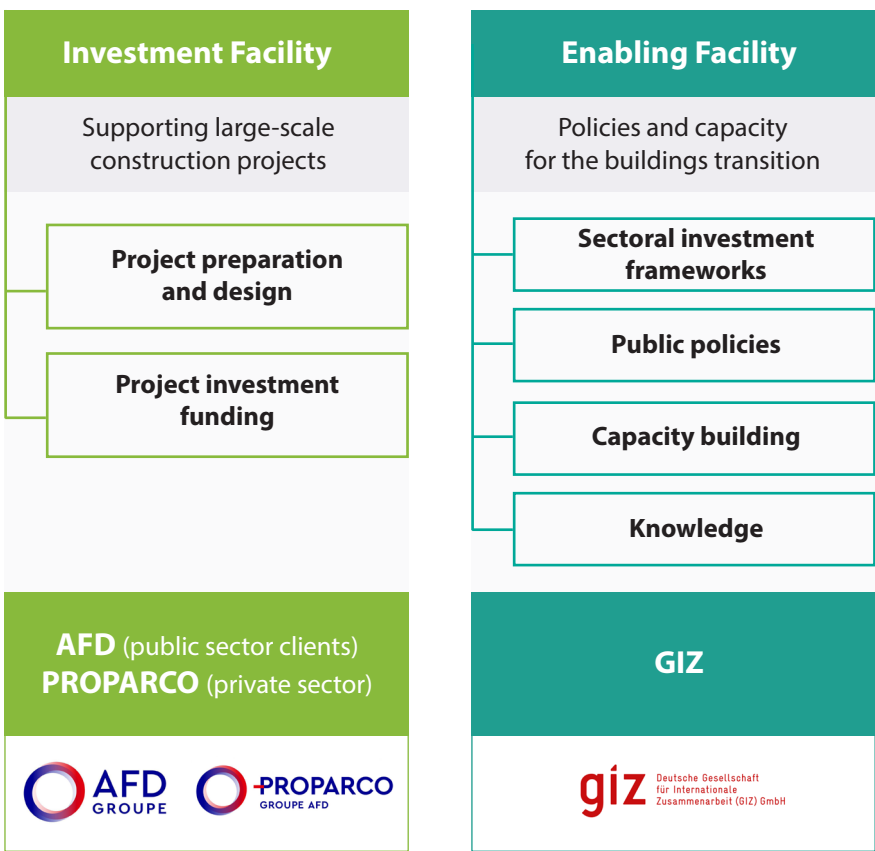 Investment Facility
Supporting large-scale
construction projects
Project preparation
and design
Project investment
funding
AFD (public sector clients)
PROPARCO (private sector)
AFD
GROUPE
PROPARCO
GROUPE AFD
Enabling Facility
Policies and capacity
for the buildings transition
Sectoral investment
frameworks
Public policies
Capacity building
Knowledge
GIZ
giz
Deutsche Gesellschaft
für Internationale
Zusammenarbeit (GIZ) GmbH